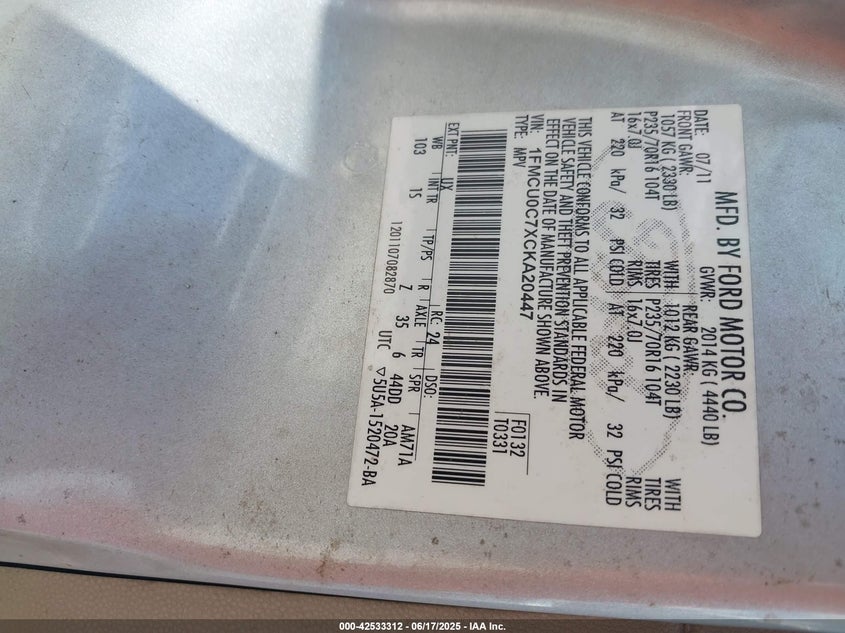 MFD. BY FORD MOTOR CO.
DATE: 07/11 GVWR: 2014 KG ( 4440 LB)
FRONT GAWR: REAR GAWR:
1057 KG ( 2330 LB) WITH 1012 KG ( 2230 LB) WITH
P235/70R16 104T TIRES P235/70R16 104T TIRES
16x7.0J RIMS 16x7.0J RIMS
AT 220 kPa/ 32 PSI COLD AT 220 kPa/ 32 PSI COLD
THIS VEHICLE CONFORMS TO ALL APPLICABLE FEDERAL MOTOR
VEHICLE SAFETY AND THEFT PREVENTION STANDARDS IN
EFFECT ON THE DATE OF MANUFACTURE SHOWN ABOVE.
VIN: 1FMCU0C7XCKA20447
TYPE: MPV
F0132
T0331
EXT PNT: UX RC: 24 DSO:
WB INT TR TP/PS R AXLE TR SPR AM71A
103 15 Z 35 6 44DD 20A
1201107082870 UTC ▽5U5A-1520472-BA
000-42533312 - 06/17/2025 - IAA Inc.